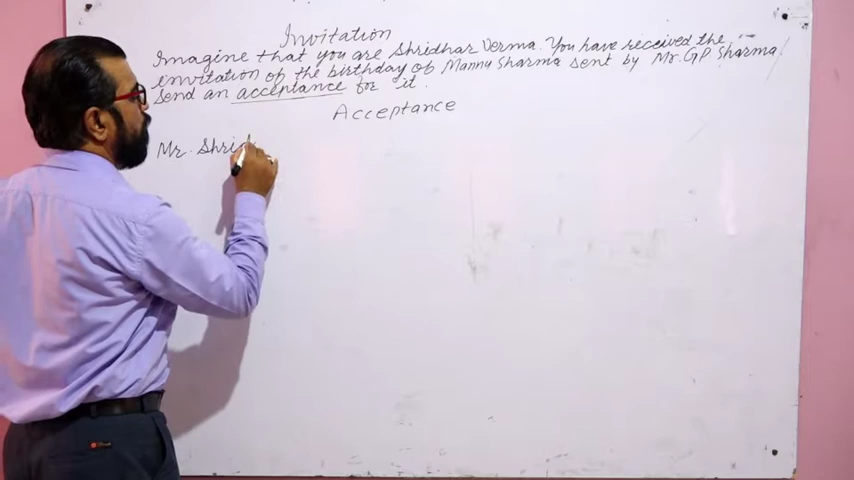 Invitation
Imagine that you are Shridhar Verma. You have received the
invitation of the birthday of Mannu Sharma sent by Mr. GP Sharma.
Send an acceptance for it.
Acceptance
Mr. Shri